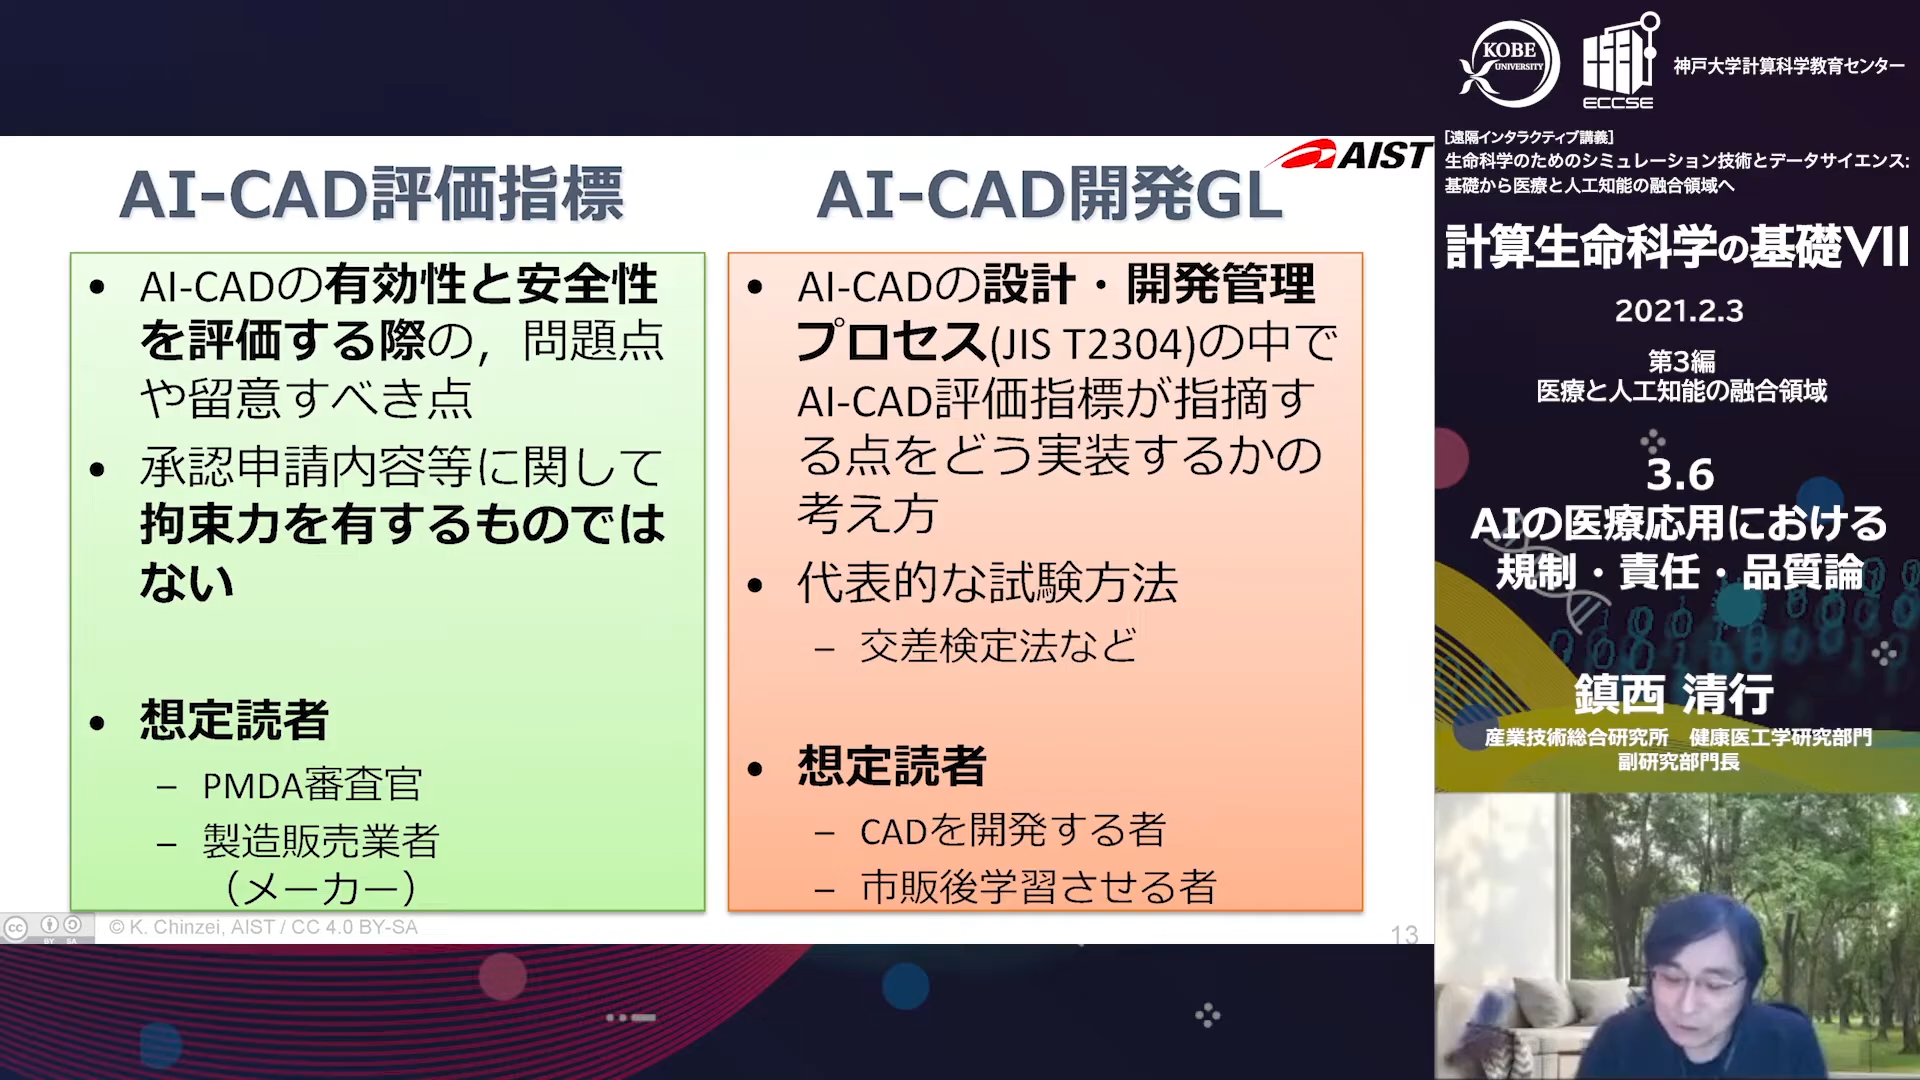 AI-CAD評価指標
• AI-CADの有効性と安全性
を評価する際の，問題点
や留意すべき点
• 承認申請内容等に関して
拘束力を有するものでは
ない
• 想定読者
– PMDA審査官
– 製造販売業者
（メーカー）
AI-CAD開発GL
AIST
• AI-CADの設計・開発管理
プロセス(JIS T2304)の中で
AI-CAD評価指標が指摘す
る点をどう実装するかの
考え方
• 代表的な試験方法
– 交差検定法など
• 想定読者
– CADを開発する者
– 市販後学習させる者
cc BY SA
© K. Chinzei, AIST / CC 4.0 BY-SA
13
KOBE
UNIVERSITY
ECCSE
神戸大学計算科学教育センター
［遠隔インタラクティブ講義］
生命科学のためのシミュレーション技術とデータサイエンス:
基礎から医療と人工知能の融合領域へ
計算生命科学の基礎VII
2021.2.3
第3編
医療と人工知能の融合領域
3.6
AIの医療応用における
規制・責任・品質論
鎮西 清行
産業技術総合研究所　健康医工学研究部門
副研究部門長